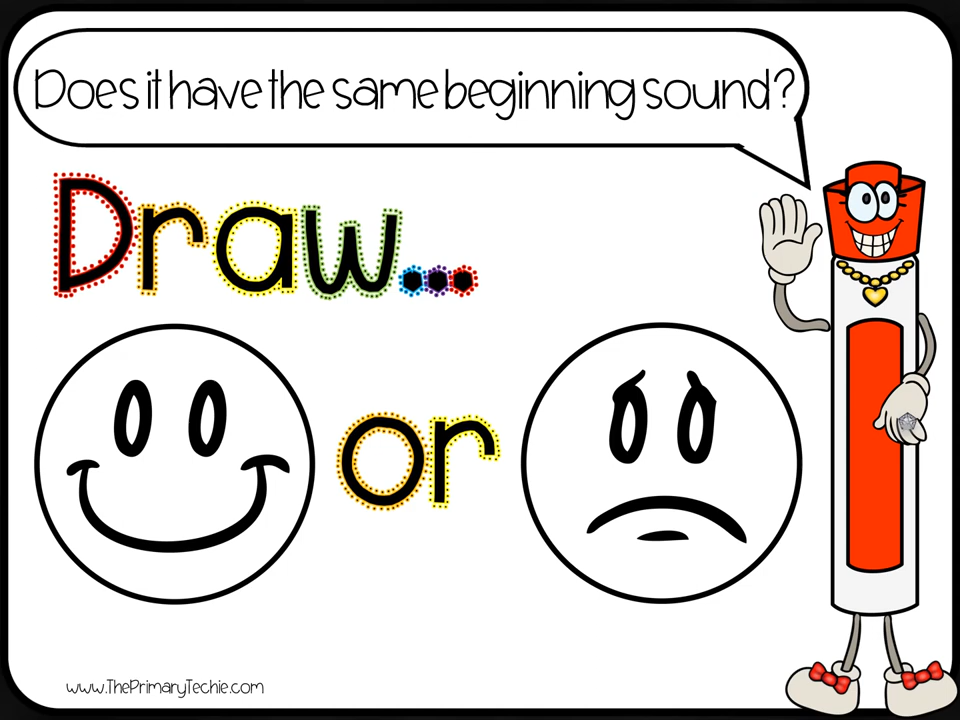 Does it have the same beginning sound?
Draw...
or
www.ThePrimaryTechie.com